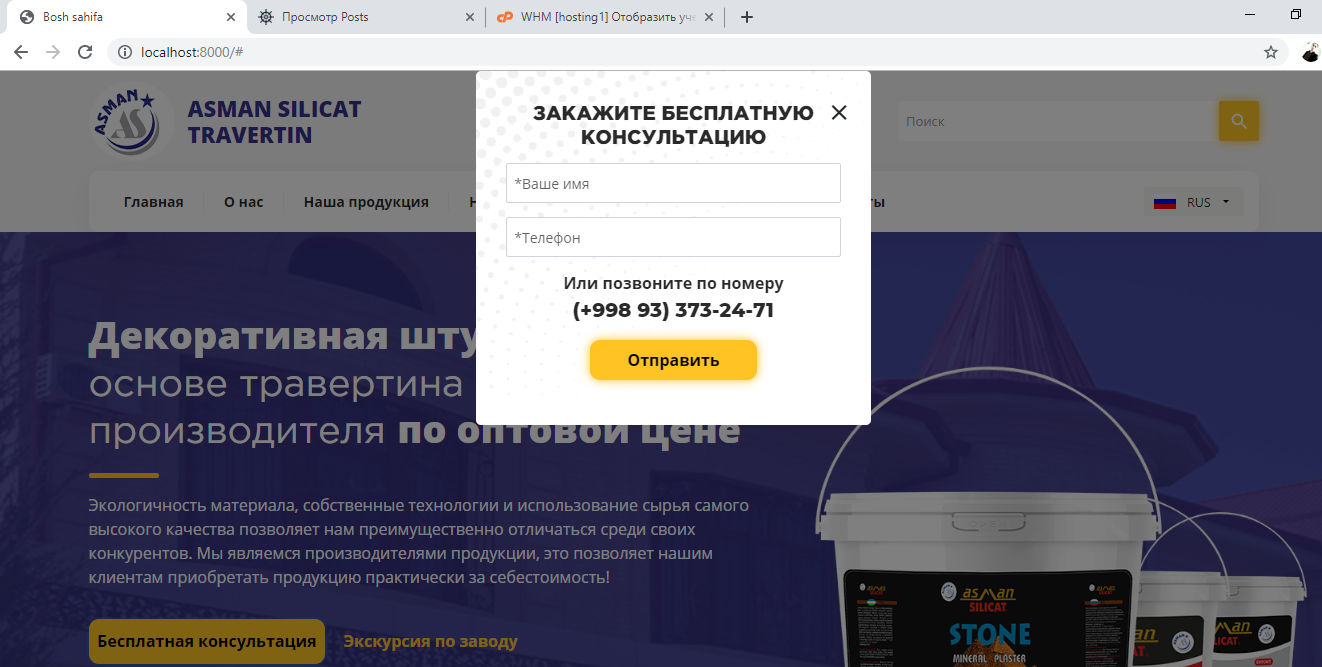 Bosh sahifa
Просмотр Posts
WHM [hosting1] Отобразить уче
localhost:8000/#
ASMAN
AS
ASMAN SILICAT
TRAVERTIN
ЗАКАЖИТЕ БЕСПЛАТНУЮ
КОНСУЛЬТАЦИЮ
Поиск
*Ваше имя
Главная
О нас
Наша продукция
RUS
*Телефон
Или позвоните по номеру
(+998 93) 373-24-71
Отправить
Декоративная шту
основе травертина
производителя по оптовой цене
Экологичность материала, собственные технологии и использование сырья самого
высокого качества позволяет нам преимущественно отличаться среди своих
конкурентов. Мы являемся производителями продукции, это позволяет нашим
клиентам приобретать продукцию практически за себестоимость!
Бесплатная консультация
Экскурсия по заводу
asman
SILICAT
STONE
MINERAL PLASTER